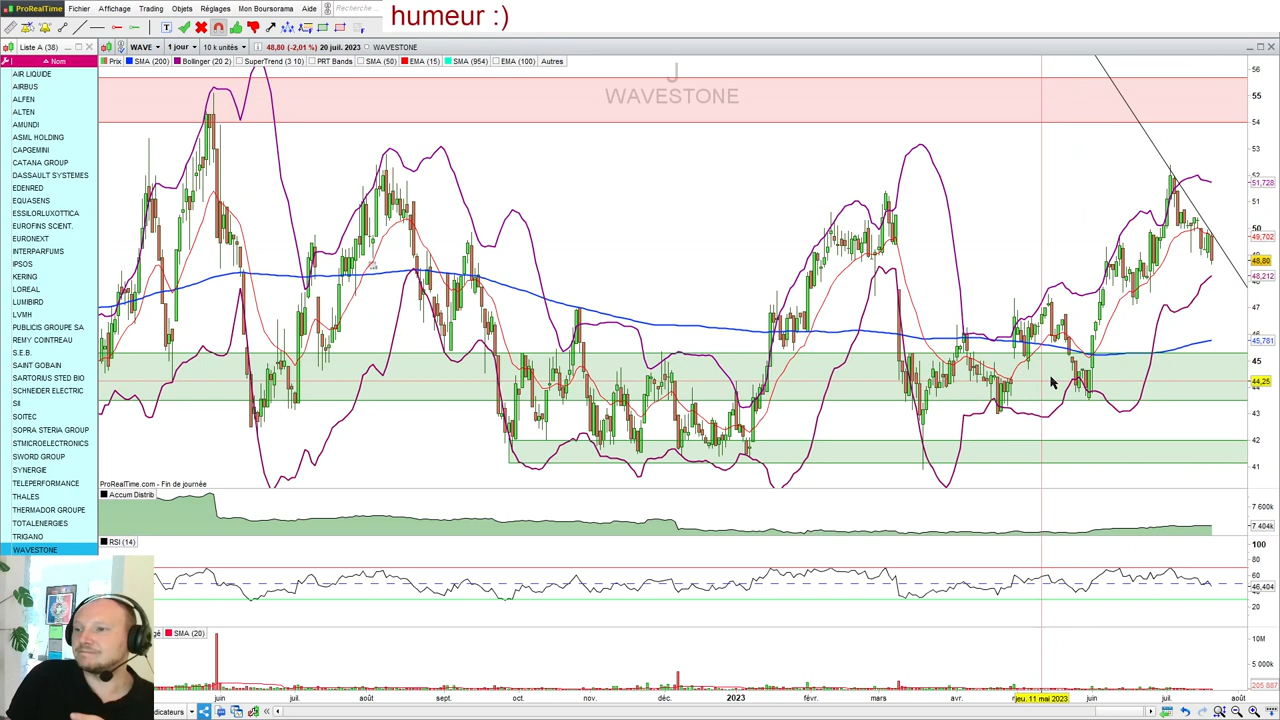 ProRealTime Fichier Affichage Trading Objets Réglages Mon Boursorama Aide Recherche...
humeur :)
Liste A (38)
WAVE 1 jour 10 k unités 48,80 (-2,01 %) 20 juil. 2023 WAVESTONE
Nom
Prix SMA (200) Bollinger (20 2) SuperTrend (3 10) PRT Bands SMA (50) EMA (15) SMA (954) EMA (100) Autres
J
WAVESTONE
AIR LIQUIDE
AIRBUS
ALFEN
ALTEN
AMUNDI
ASML HOLDING
CAPGEMINI
CATANA GROUP
DASSAULT SYSTEMES
EDENRED
EQUASENS
ESSILORLUXOTTICA
EUROFINS SCIENT.
EURONEXT
INTERPARFUMS
IPSOS
KERING
LOREAL
LUMIBIRD
LVMH
PUBLICIS GROUPE SA
REMY COINTREAU
S.E.B.
SAINT GOBAIN
SARTORIUS STED BIO
SCHNEIDER ELECTRIC
SII
SOITEC
SOPRA STERIA GROUP
STMICROELECTRONICS
SWORD GROUP
SYNERGIE
TELEPERFORMANCE
THALES
THERMADOR GROUPE
TOTALENERGIES
TRIGANO
WAVESTONE
56
55
54
53
52
51,728
50
49,702
48,80
48,212
47
46
45,781
45
44,25
43
42
41
ProRealTime.com - Fin de journée
Accum Distrib
7 600k
7 404k
RSI (14)
100
80
60
46,404
20
SMA (20)
10M
5M
205 887
juin juil. août sept. oct. nov. déc. 2023 févr. mars avr. jeu. 11 mai 2023 juin juil. août
dicateurs